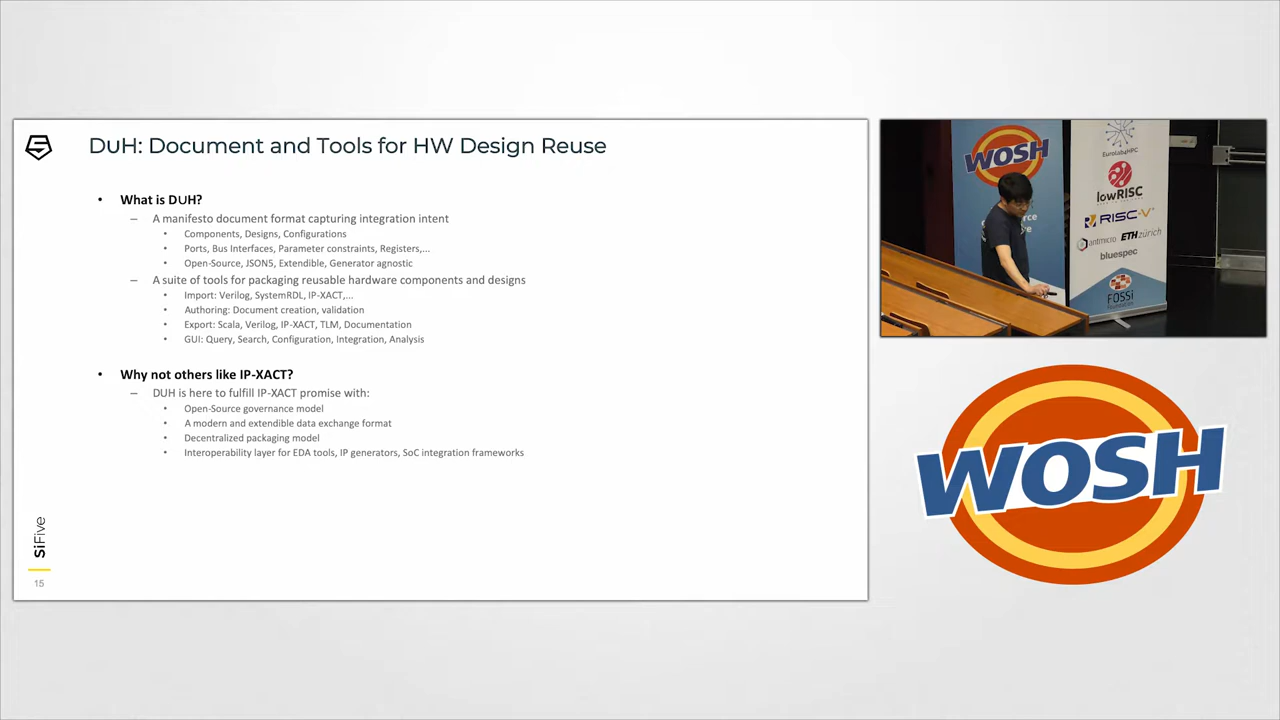 DUH: Document and Tools for HW Design Reuse
• What is DUH?
– A manifesto document format capturing integration intent
• Components, Designs, Configurations
• Ports, Bus Interfaces, Parameter constraints, Registers,...
• Open-Source, JSON5, Extendible, Generator agnostic
– A suite of tools for packaging reusable hardware components and designs
• Import: Verilog, SystemRDL, IP-XACT,...
• Authoring: Document creation, validation
• Export: Scala, Verilog, IP-XACT, TLM, Documentation
• GUI: Query, Search, Configuration, Integration, Analysis
• Why not others like IP-XACT?
– DUH is here to fulfill IP-XACT promise with:
• Open-Source governance model
• A modern and extendible data exchange format
• Decentralized packaging model
• Interoperability layer for EDA tools, IP generators, SoC integration frameworks
SiFive
15
WOSH
Eurolab4HPC
lowRISC
RISC-V
antmicro ETH zürich
bluespec
FOSSi
Foundation
WOSH